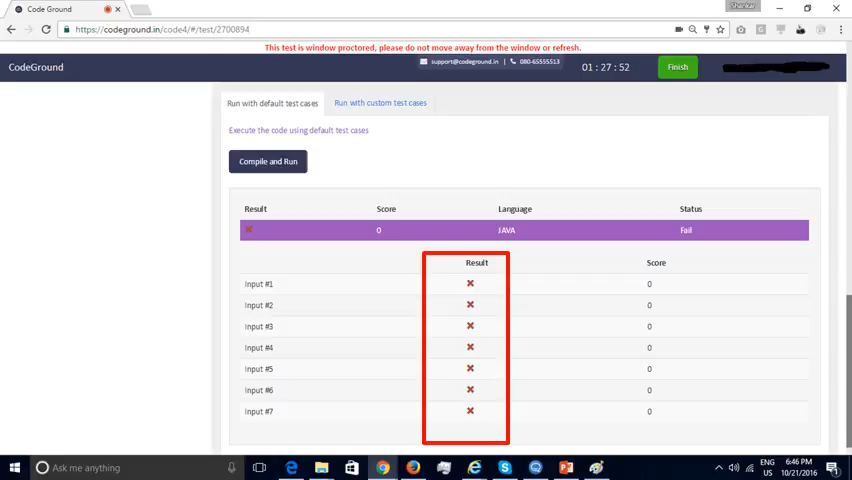 Code Ground
Shankar
https://codeground.in/code4/#/test/2700894
This test is window proctored, please do not move away from the window or refresh.
CodeGround
support@codeground.in | 080-65555513
01 : 27 : 52
Finish
Run with default test cases
Run with custom test cases
Execute the code using default test cases
Compile and Run
Result Score Language Status
0 JAVA Fail
Result Score
Input #1 0
Input #2 0
Input #3 0
Input #4 0
Input #5 0
Input #6 0
Input #7 0
Ask me anything
ENG 6:46 PM
US 10/21/2016